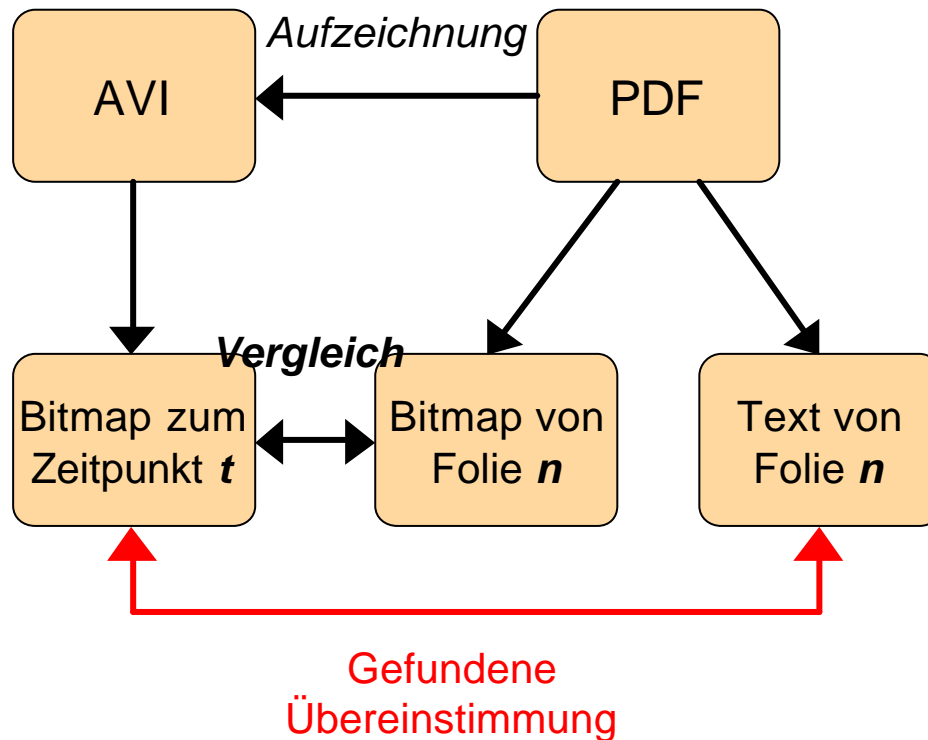 Aufzeichnung
AVI
PDF
Vergleich
Bitmap zum
Zeitpunkt t
Bitmap von
Folie n
Text von
Folie n
Gefundene
Übereinstimmung